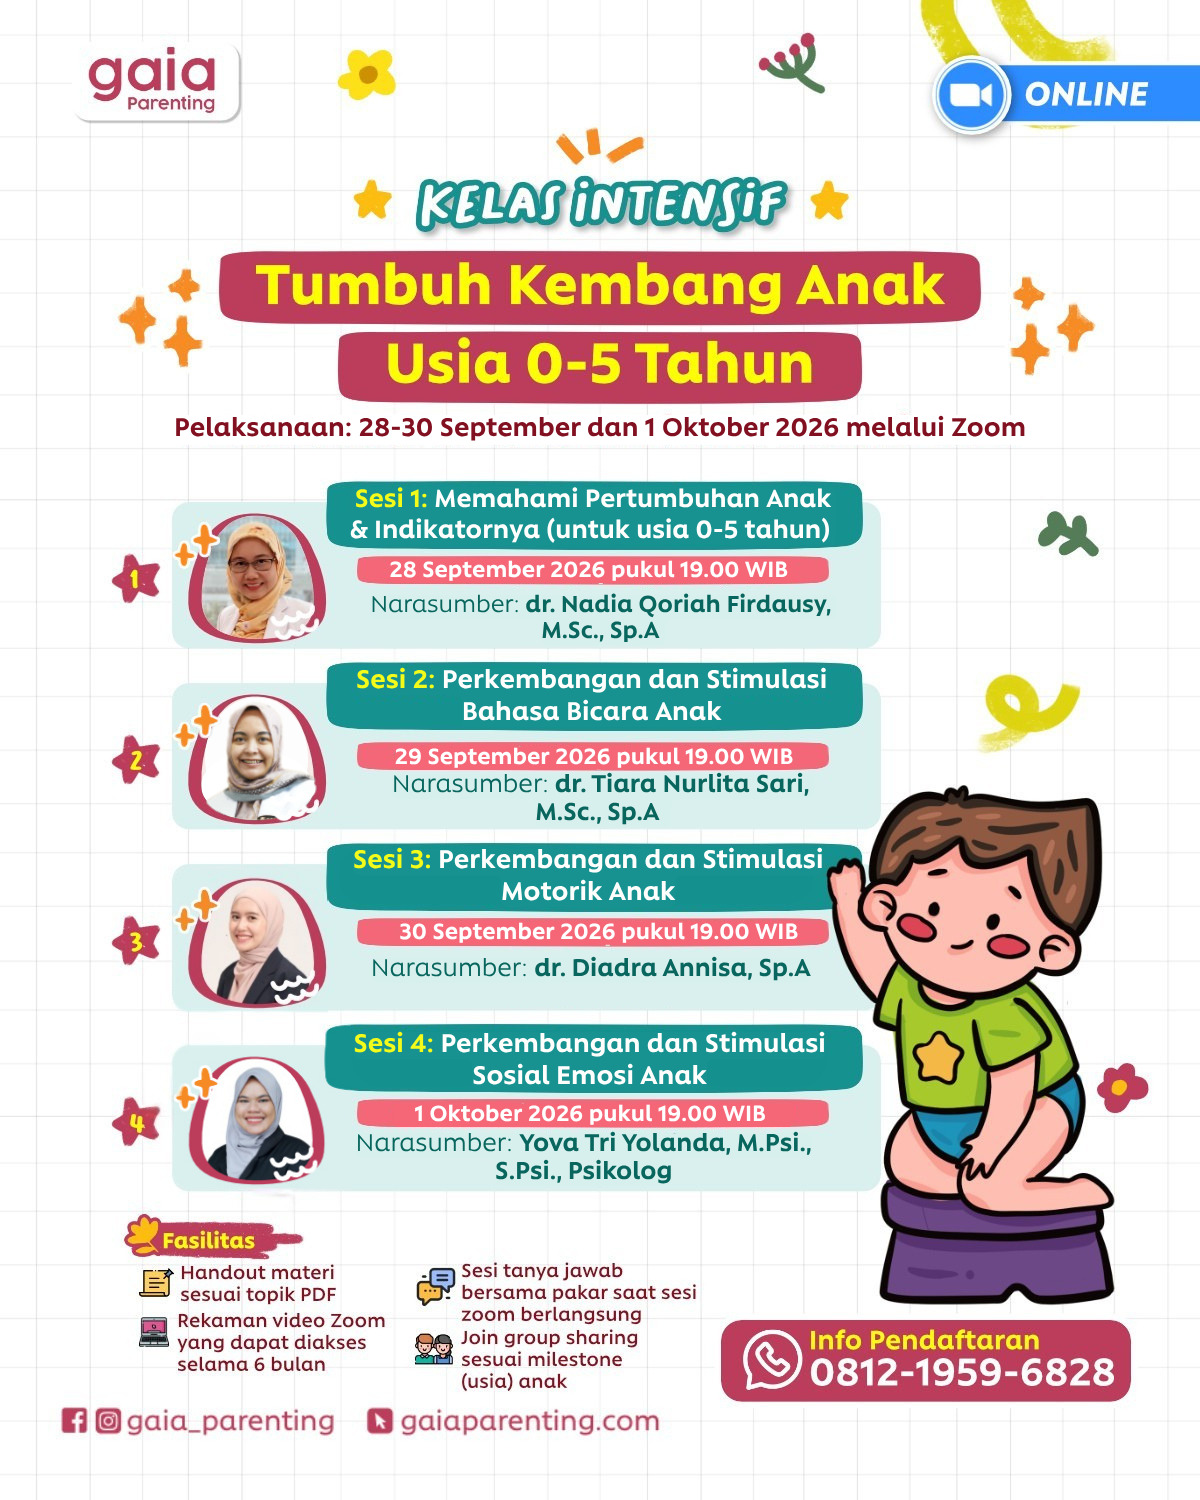 gaia
Parenting
ONLINE
KELAS iNTENSiF
Tumbuh Kembang Anak
Usia 0-5 Tahun
Pelaksanaan: 28-30 September dan 1 Oktober 2026 melalui Zoom
1
Sesi 1: Memahami Pertumbuhan Anak
& Indikatornya (untuk usia 0-5 tahun)
28 September 2026 pukul 19.00 WIB
Narasumber: dr. Nadia Qoriah Firdausy,
M.Sc., Sp.A
2
Sesi 2: Perkembangan dan Stimulasi
Bahasa Bicara Anak
29 September 2026 pukul 19.00 WIB
Narasumber: dr. Tiara Nurlita Sari,
M.Sc., Sp.A
3
Sesi 3: Perkembangan dan Stimulasi
Motorik Anak
30 September 2026 pukul 19.00 WIB
Narasumber: dr. Diadra Annisa, Sp.A
4
Sesi 4: Perkembangan dan Stimulasi
Sosial Emosi Anak
1 Oktober 2026 pukul 19.00 WIB
Narasumber: Yova Tri Yolanda, M.Psi.,
S.Psi., Psikolog
Fasilitas
Handout materi
sesuai topik PDF
Rekaman video Zoom
yang dapat diakses
selama 6 bulan
Sesi tanya jawab
bersama pakar saat sesi
zoom berlangsung
Join group sharing
sesuai milestone
(usia) anak
Info Pendaftaran
0812-1959-6828
gaia_parenting
gaiaparenting.com